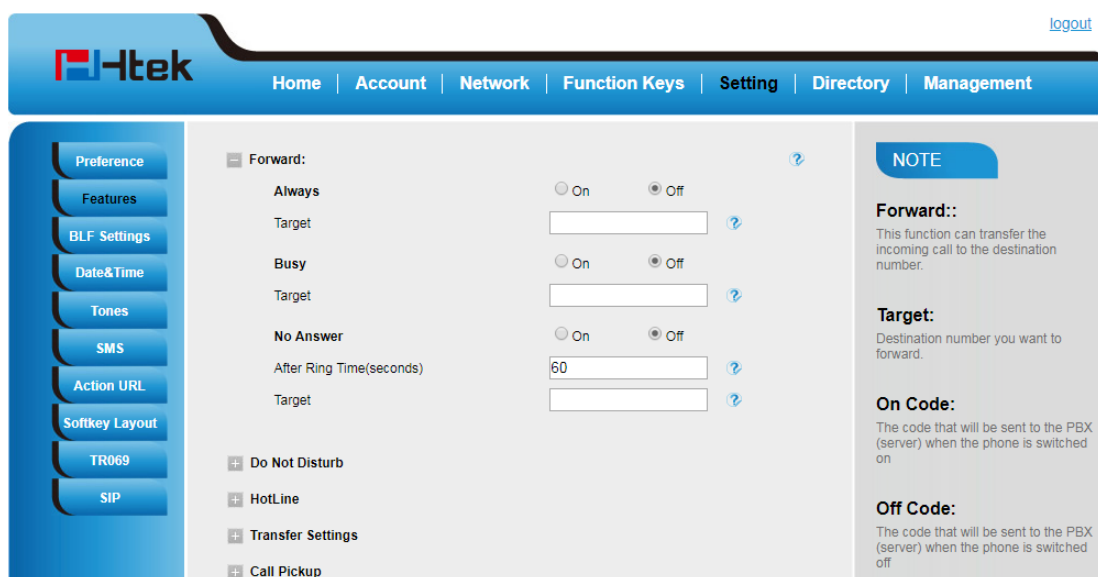 logout
Htek
Home | Account | Network | Function Keys | Setting | Directory | Management
Preference
Features
BLF Settings
Date&Time
Tones
SMS
Action URL
Softkey Layout
TR069
SIP
Forward:
Always On Off
Target
Busy On Off
Target
No Answer On Off
After Ring Time(seconds) 60
Target
Do Not Disturb
HotLine
Transfer Settings
Call Pickup
NOTE
Forward::
This function can transfer the
incoming call to the destination
number.
Target:
Destination number you want to
forward.
On Code:
The code that will be sent to the PBX
(server) when the phone is switched
on
Off Code:
The code that will be sent to the PBX
(server) when the phone is switched
off